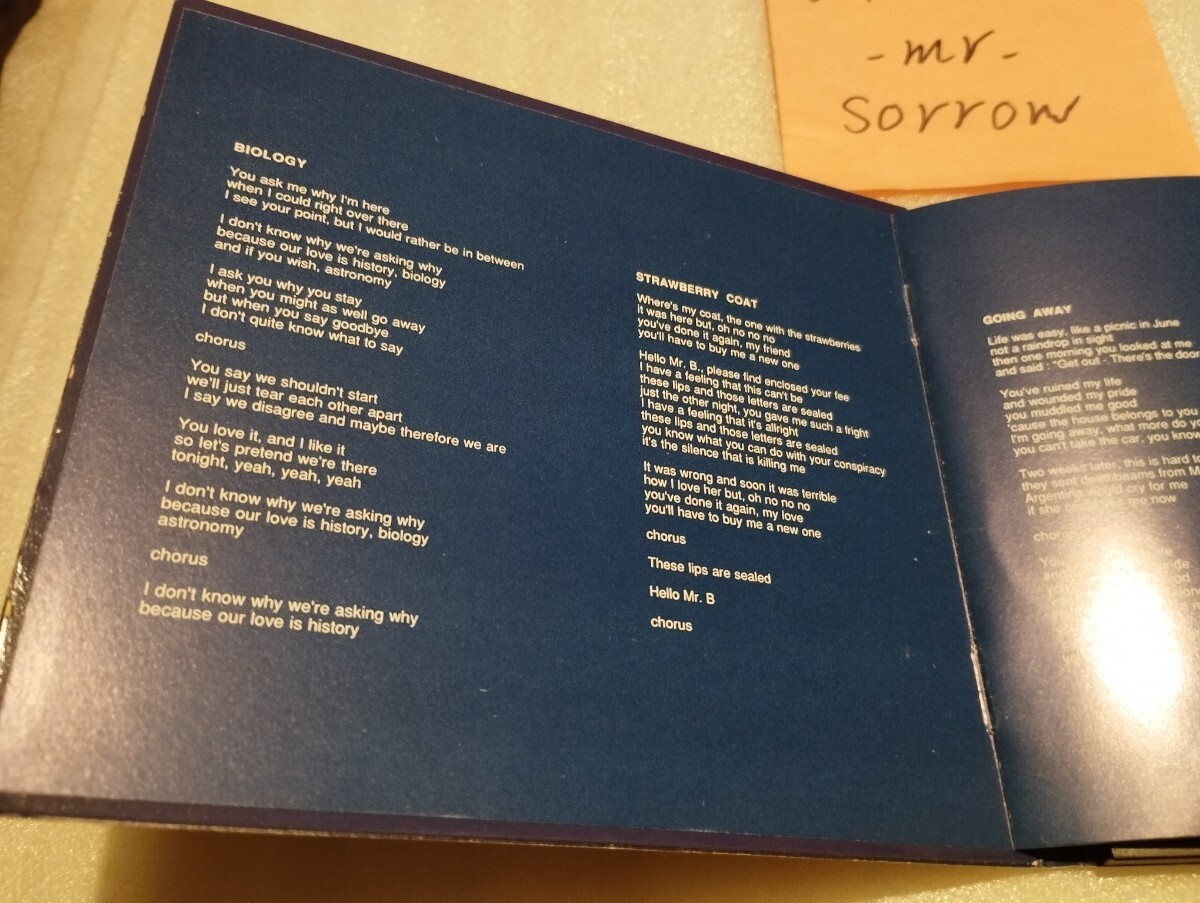 - mr -
sorrow
BIOLOGY
You ask me why I'm here
when I could right over there
I see your point, but I would rather be in between
I don't know why we're asking why
because our love is history, biology
and if you wish, astronomy
I ask you why you stay
when you might as well go away
but when you say goodbye
I don't quite know what to say
chorus
You say we shouldn't start
we'll just tear each other apart
I say we disagree and maybe therefore we are
You love it, and I like it
so let's pretend we're there
tonight, yeah, yeah, yeah
I don't know why we're asking why
because our love is history, biology
astronomy
chorus
I don't know why we're asking why
because our love is history
STRAWBERRY COAT
Where's my coat, the one with the strawberries
it was here but, oh no no no
you've done it again, my friend
you'll have to buy me a new one
Hello Mr. B., please find enclosed your fee
I have a feeling that this can't be
these lips and those letters are sealed
just the other night, you gave me such a fright
I have a feeling that it's allright
these lips and those letters are sealed
you know what you can do with your conspiracy
it's the silence that is killing me
It was wrong and soon it was terrible
how I love her but, oh no no no
you've done it again, my love
you'll have to buy me a new one
chorus
These lips are sealed
Hello Mr. B
chorus
GOING AWAY
Life was easy, like a picnic in June
not a raindrop in sight
then one morning you looked at me
and said : "Get out". There's the door
You've ruined my life
and wounded my pride
you muddled me good
'cause the house belongs to you
I'm going away, what more do
you can't the car, you know
Two weeks later is hard to
they sent from
for me
if she now